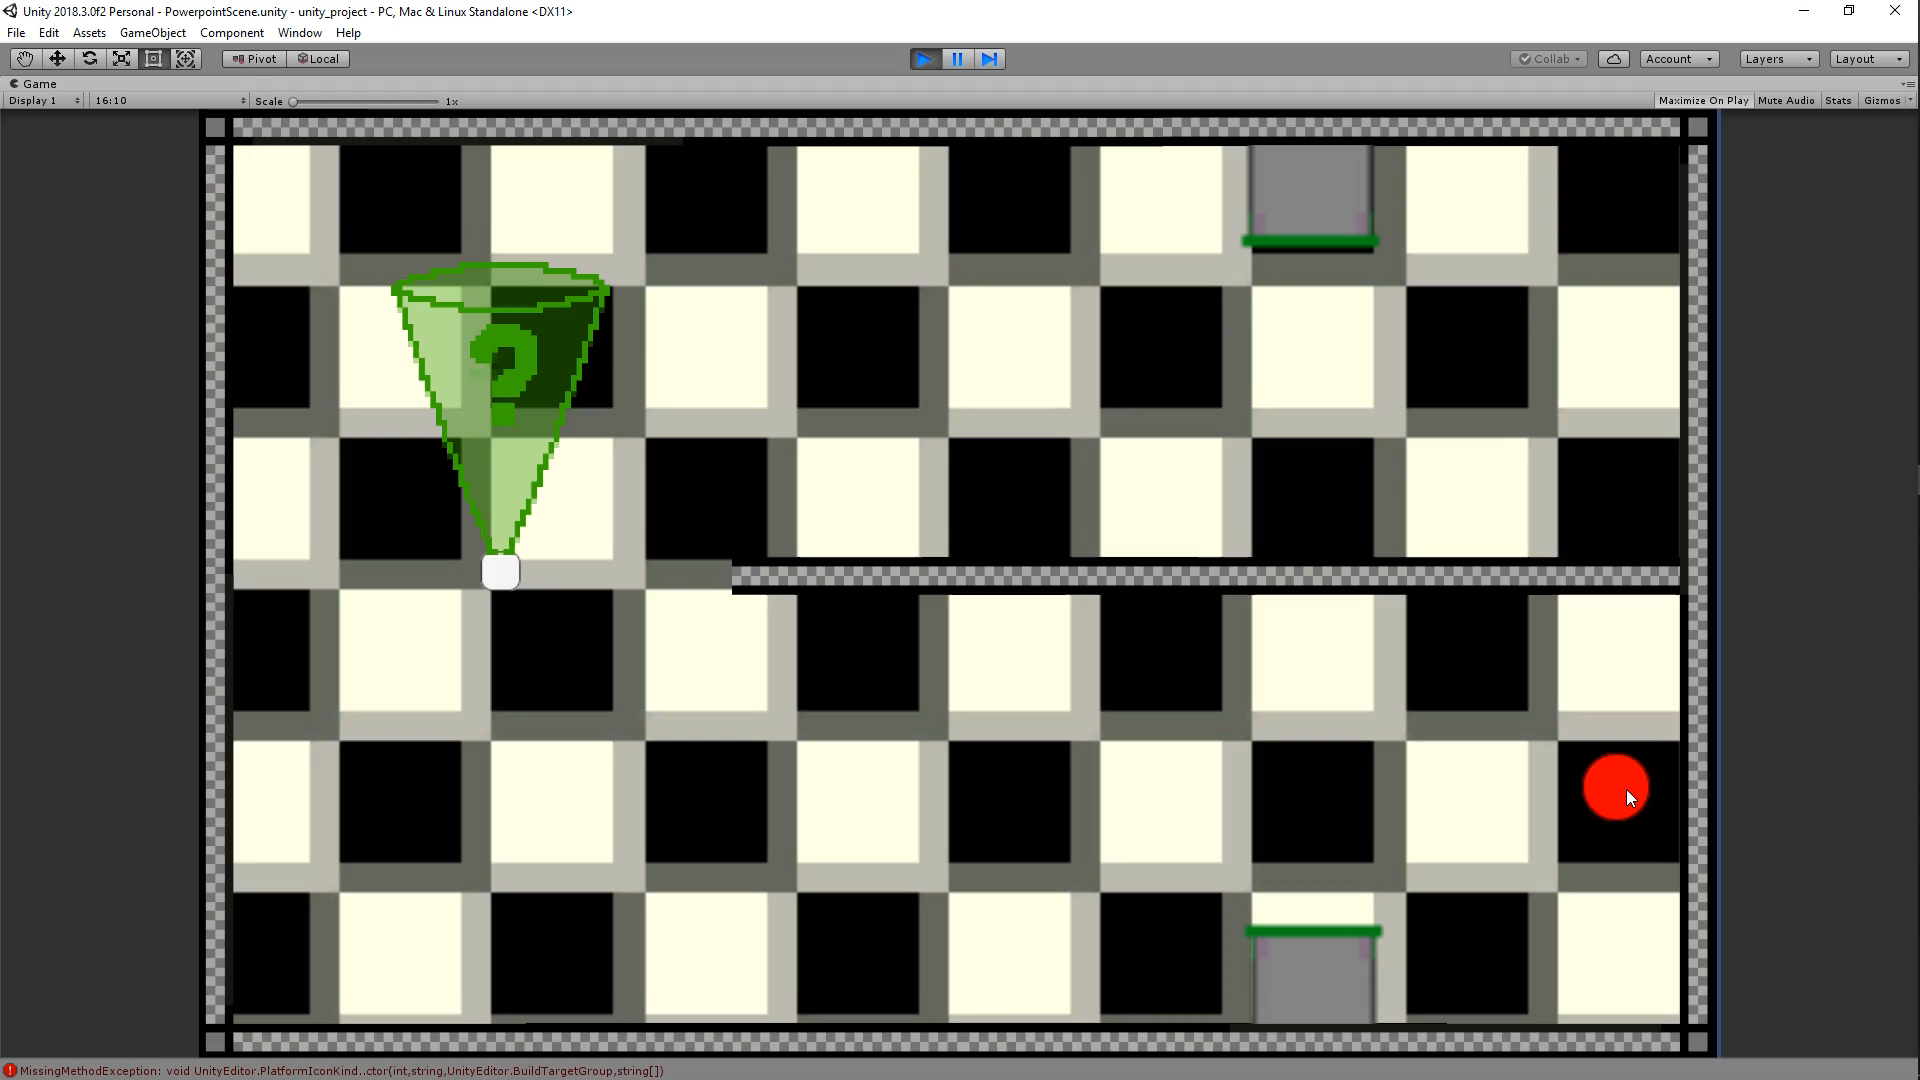 Unity 2018.3.0f2 Personal - PowerpointScene.unity - unity_project - PC, Mac & Linux Standalone <DX11>
File Edit Assets GameObject Component Window Help
Pivot Local Collab Account Layers Layout
Game
Display 1 16:10 Scale 1x Maximize On Play Mute Audio Stats Gizmos
?
MissingMethodException: void UnityEditor.PlatformIconKind..ctor(int,string,UnityEditor.BuildTargetGroup,string[])